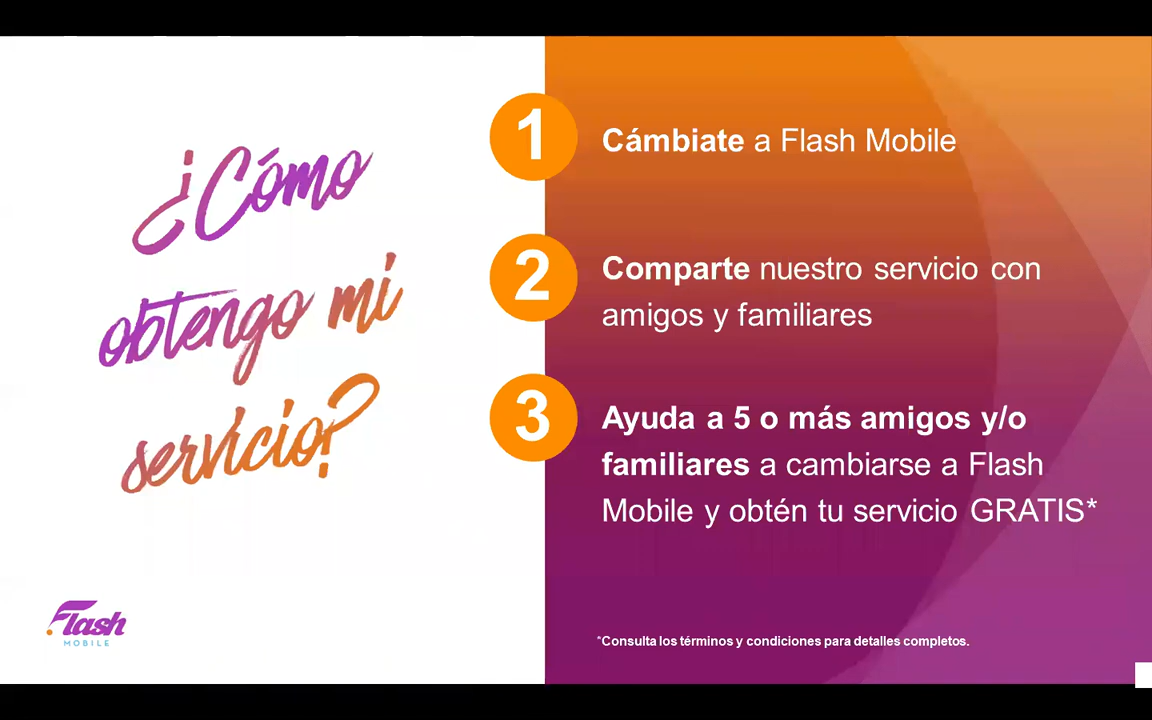 ¿Cómo
obtengo mi
servicio?
1
Cámbiate a Flash Mobile
2
Comparte nuestro servicio con
amigos y familiares
3
Ayuda a 5 o más amigos y/o
familiares a cambiarse a Flash
Mobile y obtén tu servicio GRATIS*
Flash
MOBILE
*Consulta los términos y condiciones para detalles completos.